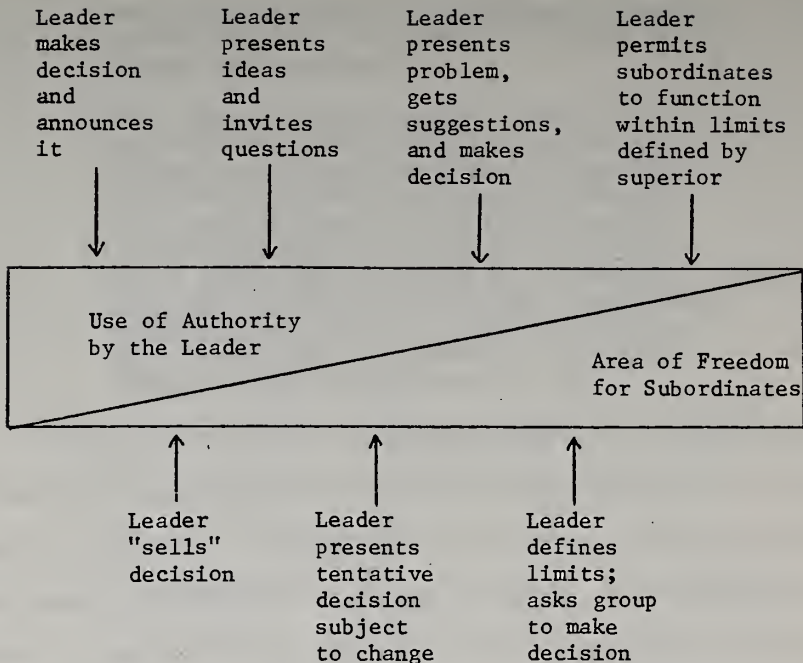 Leader
makes
decision
and
announces
it
Leader
presents
ideas
and
invites
questions
Leader
presents
problem,
gets
suggestions,
and makes
decision
Leader
permits
subordinates
to function
within limits
defined by
superior
Use of Authority
by the Leader
Area of Freedom
for Subordinates
Leader
"sells"
decision
Leader
presents
tentative
decision
subject
to change
Leader
defines
limits;
asks group
to make
decision